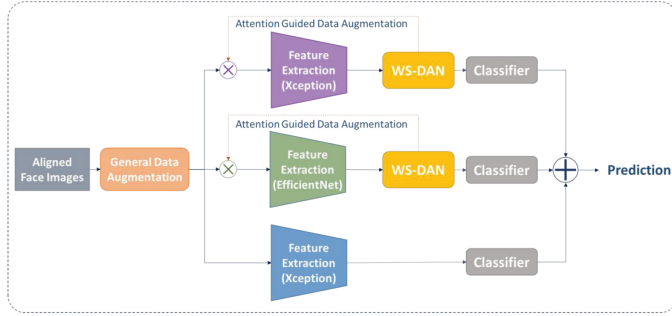 Attention Guided Data Augmentation
Feature
Extraction
(Xception)
WS-DAN
Classifier
Attention Guided Data Augmentation
Aligned
Face Images
General Data
Augmentation
Feature
Extraction
(EfficientNet)
WS-DAN
Classifier
Prediction
Feature
Extraction
(Xception)
Classifier